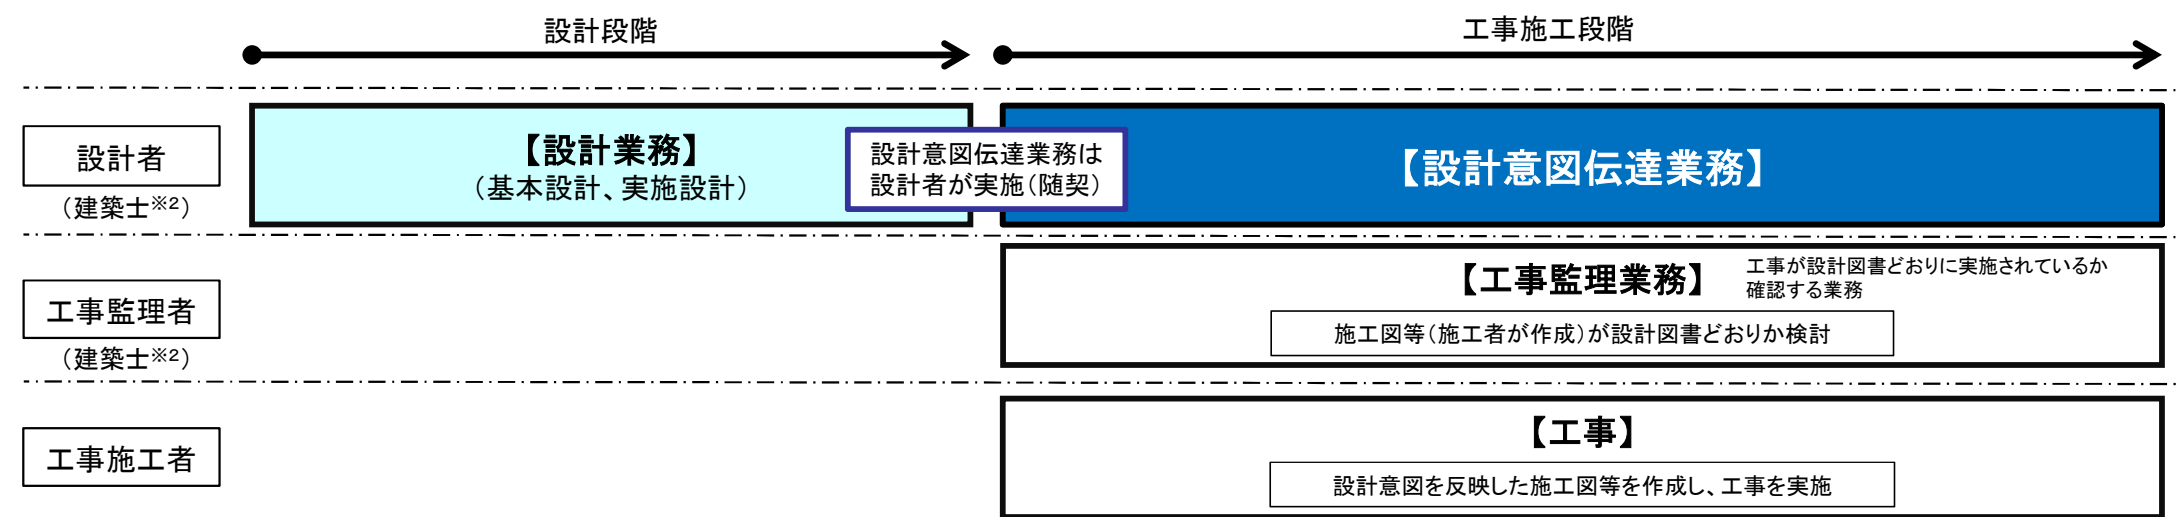 設計段階
工事施工段階
設計者
（建築士※2）
【設計業務】
（基本設計、実施設計）
設計意図伝達業務は
設計者が実施（随契）
【設計意図伝達業務】
工事監理者
（建築士※2）
【工事監理業務】
工事が設計図書どおりに実施されているか
確認する業務
施工図等（施工者が作成）が設計図書どおりか検討
工事施工者
【工事】
設計意図を反映した施工図等を作成し、工事を実施